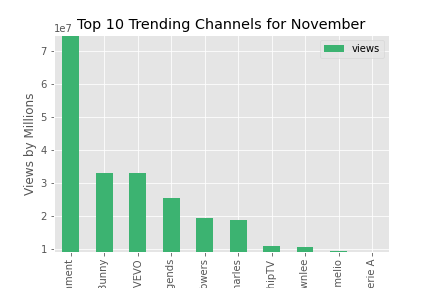 Top 10 Trending Channels for November
1e7
views
7
6
5
4
3
2
1
Views by Millions
nment
Bunny
VEVO
gends
owers
harles
hipTV
wnlee
melio
erie A